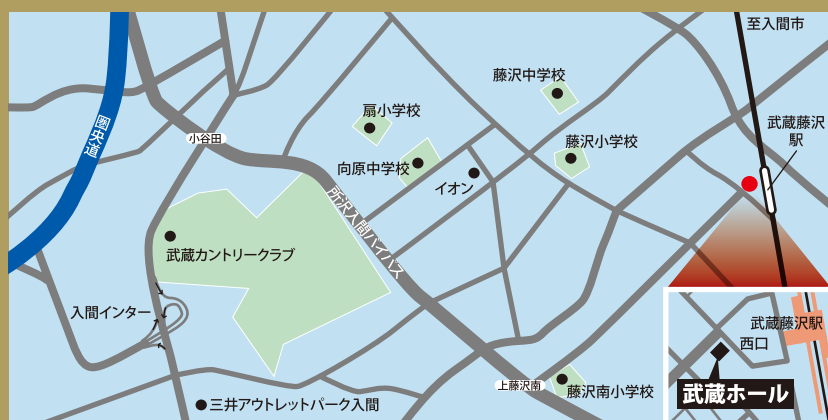 至入間市
藤沢中学校
扇小学校
武蔵藤沢
駅
圏央道
小谷田
藤沢小学校
向原中学校
イオン
所沢入間バイパス
武蔵カントリークラブ
入間インター
武蔵藤沢駅
西口
上藤沢南
藤沢南小学校
武蔵ホール
三井アウトレットパーク入間